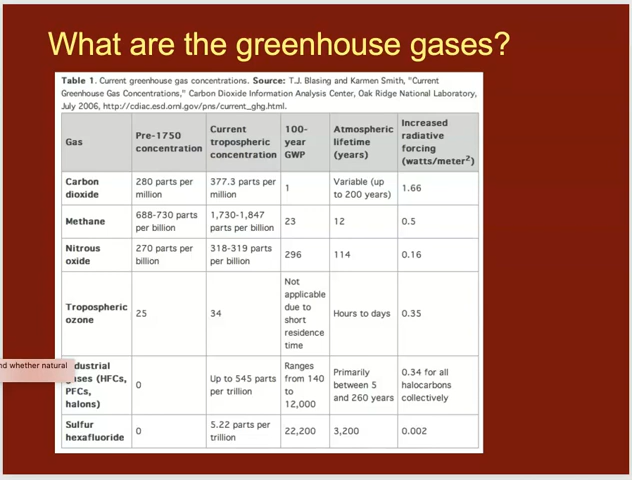 What are the greenhouse gases?
Table 1. Current greenhouse gas concentrations. Source: T.J. Blasing and Karmen Smith, "Current
Greenhouse Gas Concentrations," Carbon Dioxide Information Analysis Center, Oak Ridge National Laboratory,
July 2006, http://cdiac.esd.ornl.gov/pns/current_ghg.html.
Gas
Pre-1750
concentration
Current
tropospheric
concentration
100-
year
GWP
Atmospheric
lifetime
(years)
Increased
radiative
forcing
(watts/meter²)
Carbon
dioxide
280 parts per
million
377.3 parts per
million
1
Variable (up
to 200 years)
1.66
Methane
688-730 parts
per billion
1,730-1,847
parts per billion
23
12
0.5
Nitrous
oxide
270 parts per
billion
318-319 parts
per billion
296
114
0.16
Tropospheric
ozone
25
34
Not
applicable
due to
short
residence
time
Hours to days
0.35
nd whether natural
ndustrial
ases (HFCs,
PFCs,
halons)
0
Up to 545 parts
per trillion
Ranges
from 140
to
12,000
Primarily
between 5
and 260 years
0.34 for all
halocarbons
collectively
Sulfur
hexafluoride
0
5.22 parts per
trillion
22,200
3,200
0.002